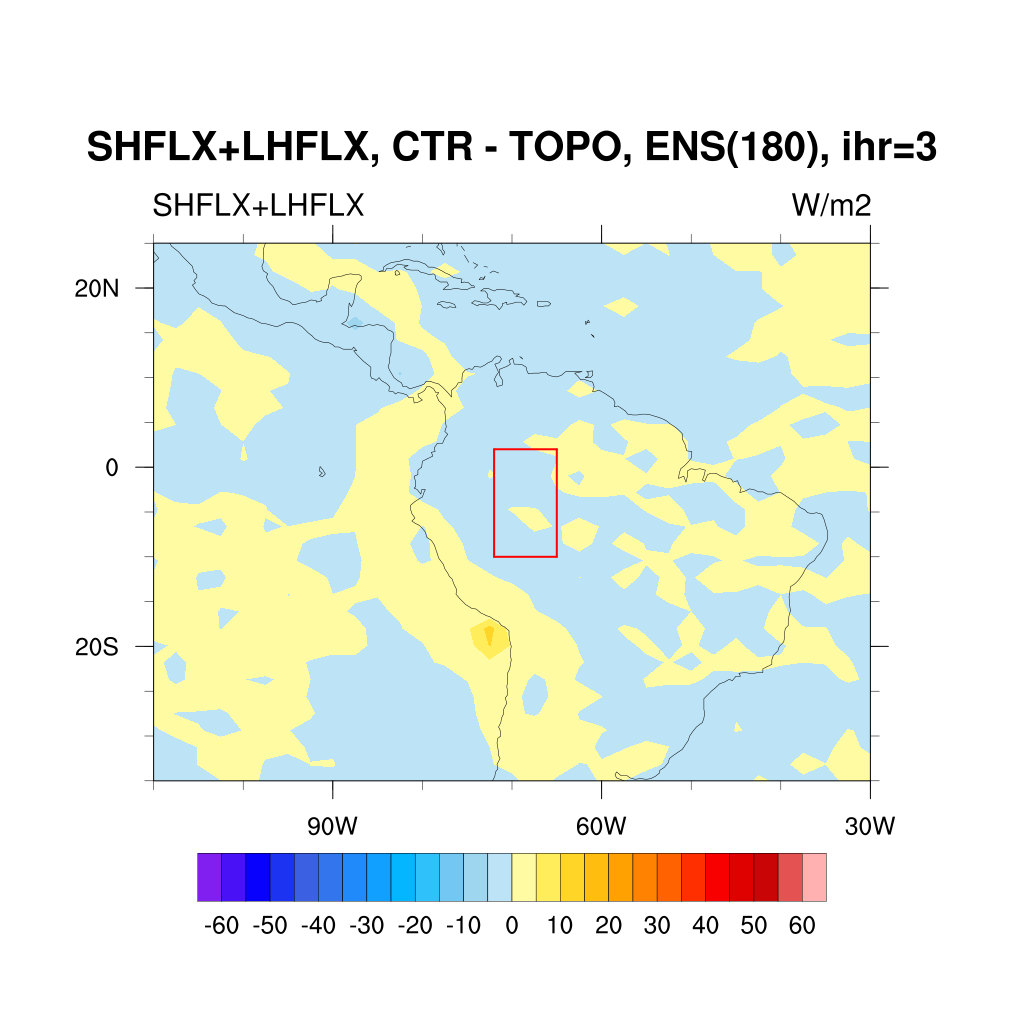 SHFLX+LHFLX, CTR - TOPO, ENS(180), ihr=3
SHFLX+LHFLX W/m2
20N
0
20S
90W 60W 30W
-60 -50 -40 -30 -20 -10 0 10 20 30 40 50 60